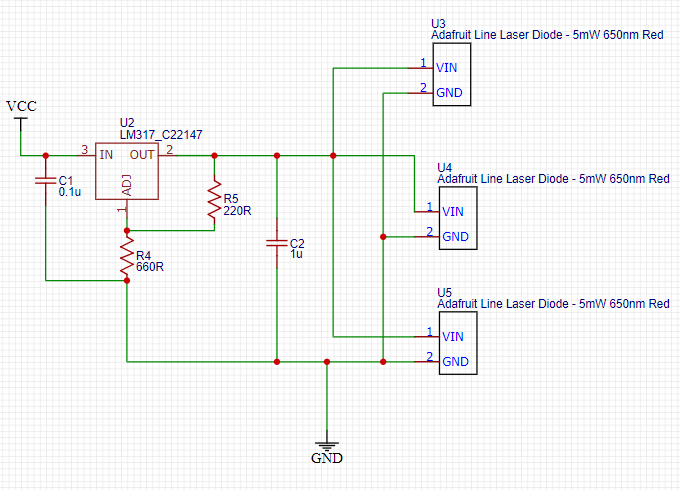 U3
Adafruit Line Laser Diode - 5mW 650nm Red
1 VIN
2 GND
VCC
U2
LM317_C22147
3 IN OUT 2
ADJ
1
C1
0.1u
R5
220R
R4
660R
C2
1u
U4
Adafruit Line Laser Diode - 5mW 650nm Red
1 VIN
2 GND
U5
Adafruit Line Laser Diode - 5mW 650nm Red
1 VIN
2 GND
GND